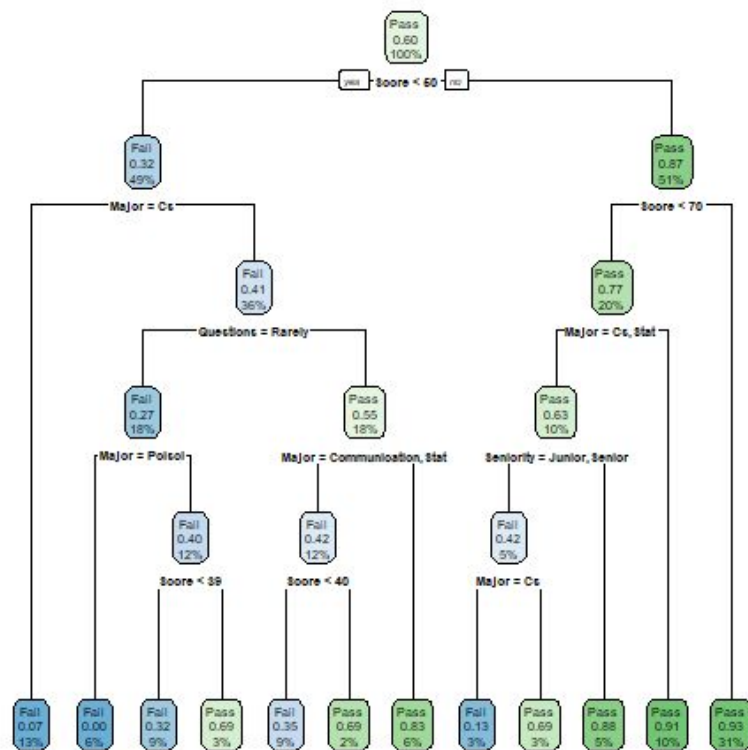 Pass
0.60
100%
yes Score < 50 no
Fail
0.32
49%
Pass
0.87
51%
Major = Cs
Score < 70
Fail
0.41
36%
Pass
0.77
20%
Questions = Rarely
Major = Cs, Stat
Fail
0.27
18%
Pass
0.55
18%
Pass
0.63
10%
Major = Poisci
Major = Communication, Stat
Seniority = Junior, Senior
Fail
0.40
12%
Fail
0.42
12%
Fail
0.42
5%
Score < 39
Score < 40
Major = Cs
Fail
0.07
13%
Fail
0.00
6%
Fail
0.32
9%
Pass
0.69
3%
Fail
0.35
9%
Pass
0.69
2%
Pass
0.83
6%
Fail
0.13
3%
Pass
0.69
3%
Pass
0.88
5%
Pass
0.91
10%
Pass
0.93
31%